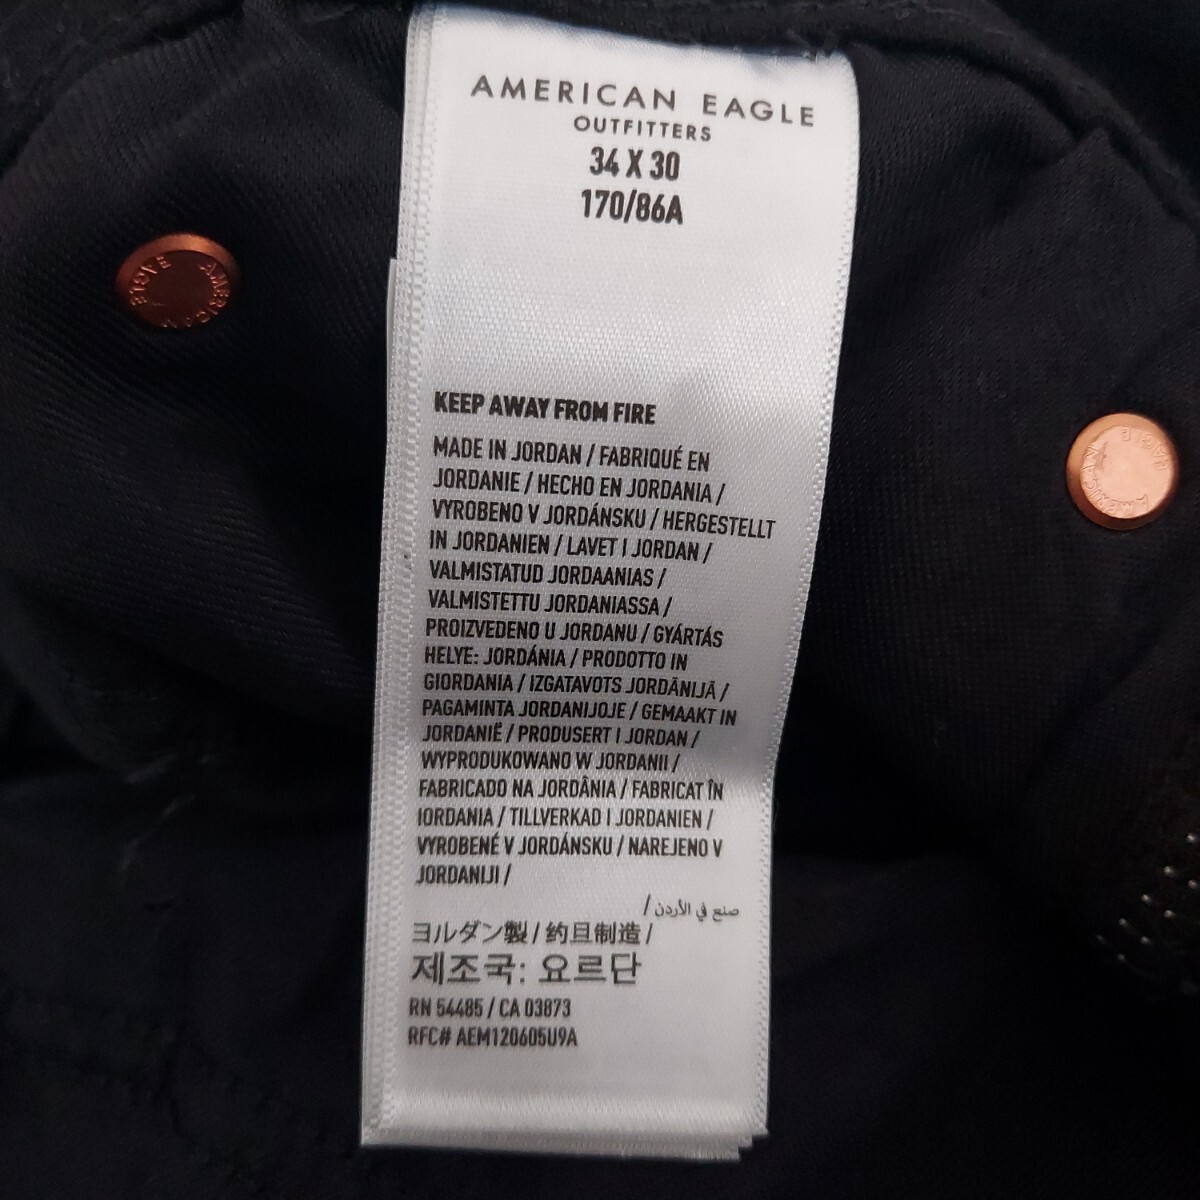 AMERICAN EAGLE
OUTFITTERS
34 X 30
170/86A
KEEP AWAY FROM FIRE
MADE IN JORDAN / FABRIQUÉ EN
JORDANIE / HECHO EN JORDANIA /
VYROBENO V JORDÁNSKU / HERGESTELLT
IN JORDANIEN / LAVET I JORDAN /
VALMISTATUD JORDAANIAS /
VALMISTETTU JORDANIASSA /
PROIZVEDENO U JORDANU / GYÁRTÁS
HELYE: JORDÁNIA / PRODOTTO IN
GIORDANIA / IZGATAVOTS JORDĀNIJĀ /
PAGAMINTA JORDANIJOJE / GEMAAKT IN
JORDANIË / PRODUSERT I JORDAN /
WYPRODUKOWANO W JORDANII /
FABRICADO NA JORDÂNIA / FABRICAT ÎN
IORDANIA / TILLVERKAD I JORDANIEN /
VYROBENÉ V JORDÁNSKU / NAREJENO V
JORDANIJI /
صنع في الأردن /
ヨルダン製 / 约旦制造 /
제조국: 요르단
RN 54485 / CA 03873
RFC# AEM120605U9A
AMERICAN EAGLE
AMERICAN EAGLE